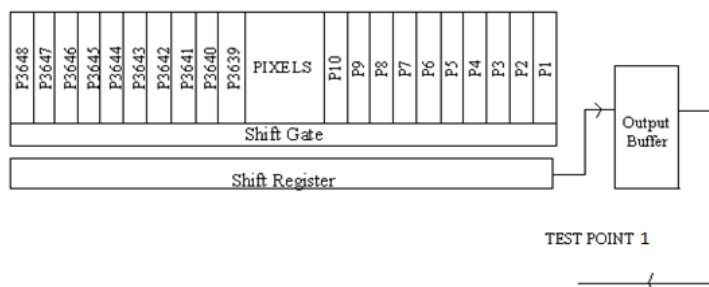 P3648
P3647
P3646
P3645
P3644
P3643
P3642
P3641
P3640
P3639
PIXELS
P10
P9
P8
P7
P6
P5
P4
P3
P2
P1
Shift Gate
Shift Register
Output
Buffer
TEST POINT 1